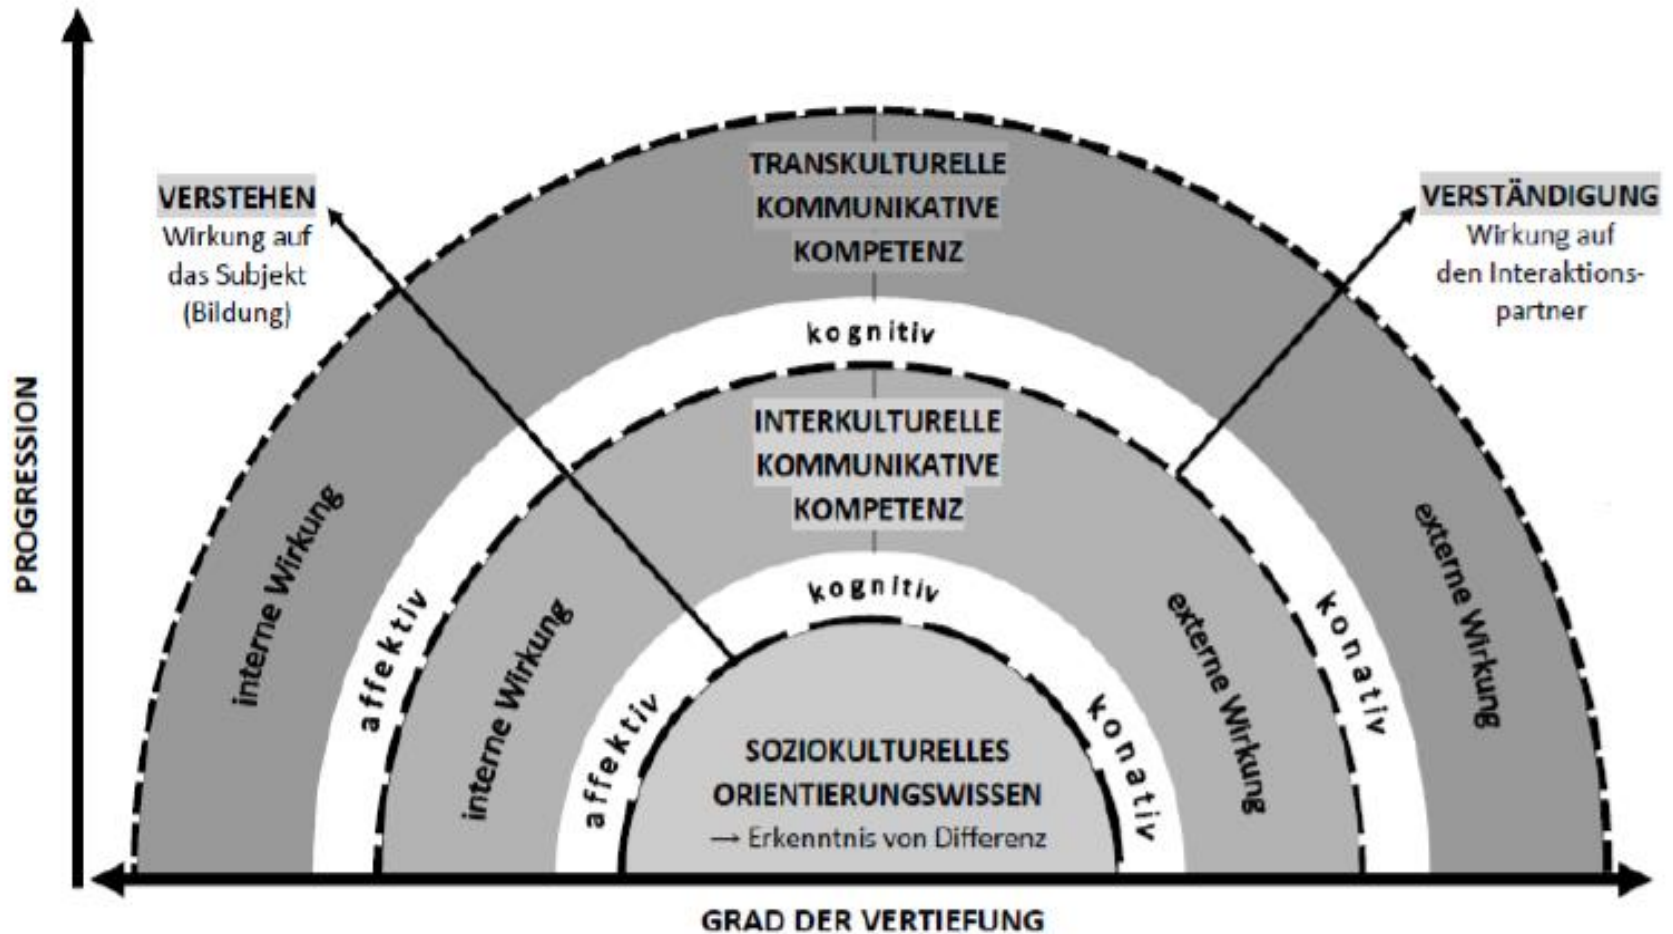 TRANSKULTURELLE
KOMMUNIKATIVE
KOMPETENZ
VERSTEHEN
Wirkung auf
das Subjekt
(Bildung)
VERSTÄNDIGUNG
Wirkung auf
den Interaktions-
partner
kognitiv
INTERKULTURELLE
KOMMUNIKATIVE
KOMPETENZ
PROGRESSION
interne Wirkung
affektiv
interne Wirkung
kognitiv
externe Wirkung
konativ
externe Wirkung
affektiv
konativ
SOZIOKULTURELLES
ORIENTIERUNGSWISSEN
→ Erkenntnis von Differenz
GRAD DER VERTIEFUNG